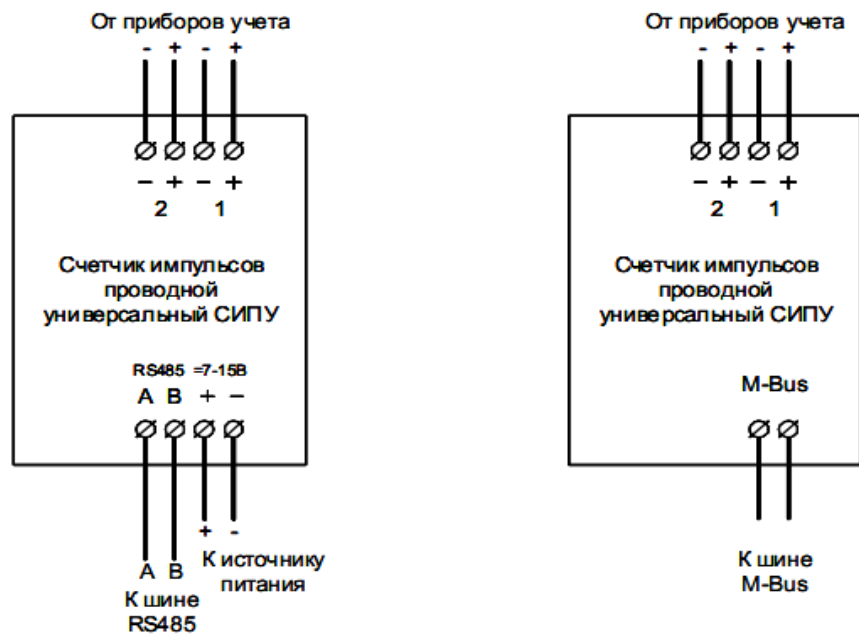 От приборов учета
- + - +
− + − +
2 1
Счетчик импульсов
проводной
универсальный СИПУ
RS485 =7-15В
A B + −
+ -
A B
К источнику
питания
К шине
RS485
От приборов учета
- + - +
− + − +
2 1
Счетчик импульсов
проводной
универсальный СИПУ
M-Bus
К шине
M-Bus